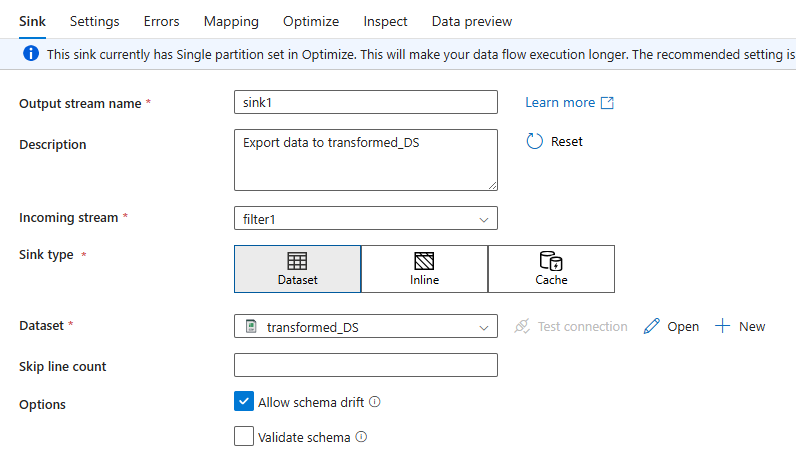 Sink Settings Errors Mapping Optimize Inspect Data preview
This sink currently has Single partition set in Optimize. This will make your data flow execution longer. The recommended setting is
Output stream name * sink1 Learn more
Description Export data to transformed_DS Reset
Incoming stream * filter1
Sink type * Dataset Inline Cache
Dataset * transformed_DS Test connection Open New
Skip line count
Options Allow schema drift
Validate schema